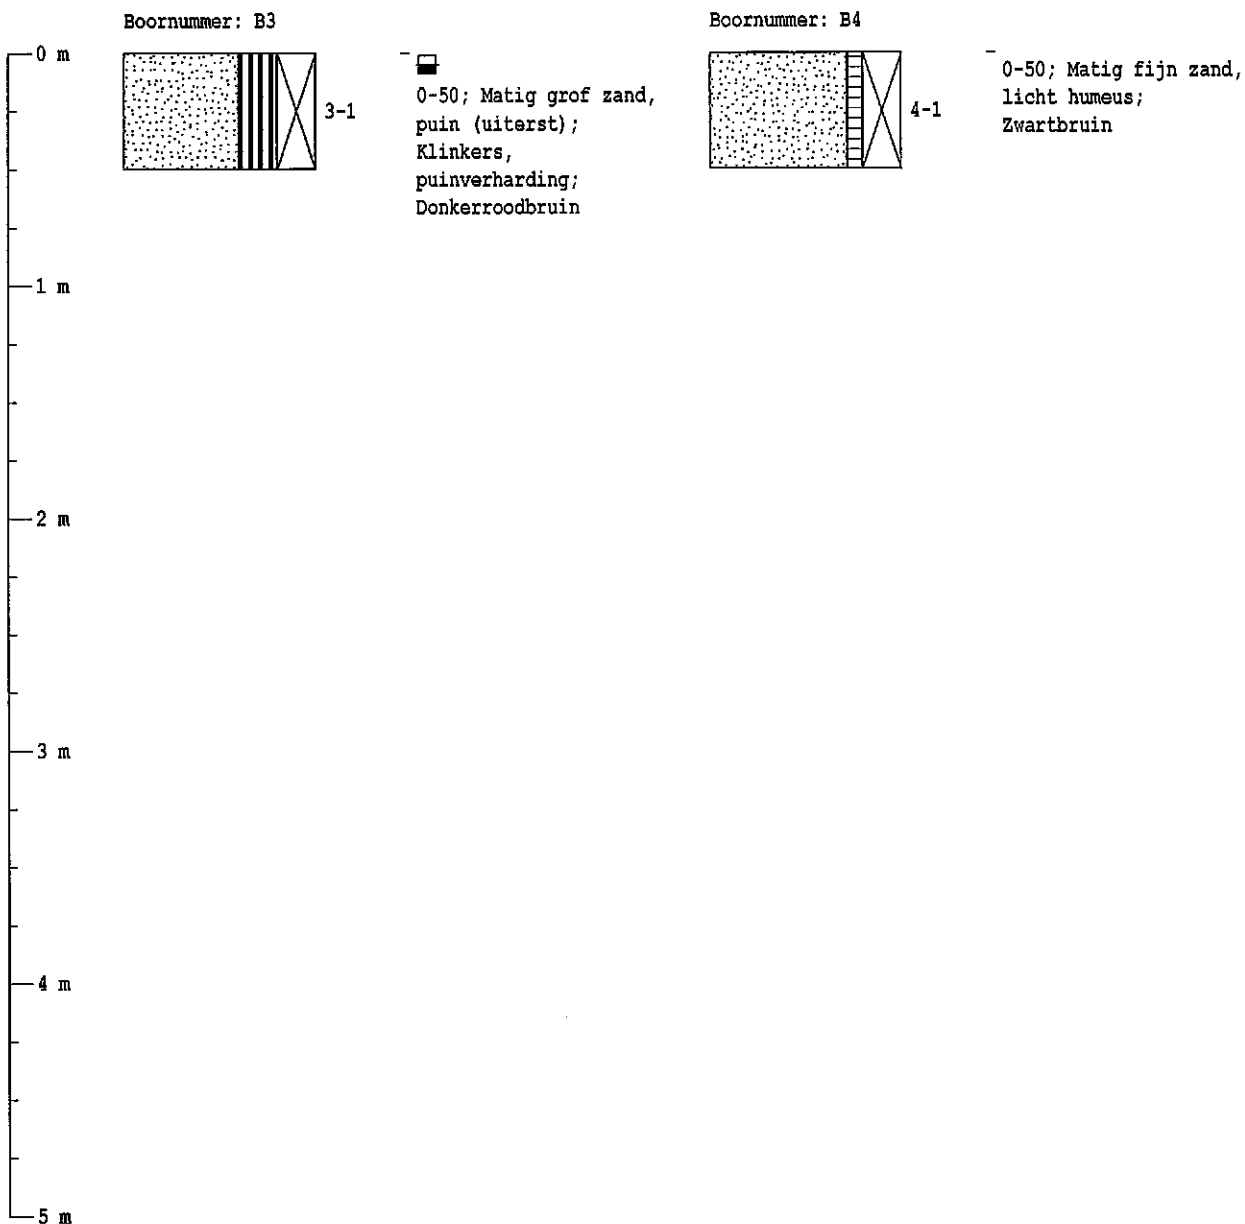 Boornummer: B3
3-1
0-50; Matig grof zand,
puin (uiterst);
Klinkers,
puinverharding;
Donkerroodbruin
Boornummer: B4
4-1
0-50; Matig fijn zand,
licht humeus;
Zwartbruin
0 m
1 m
2 m
3 m
4 m
5 m